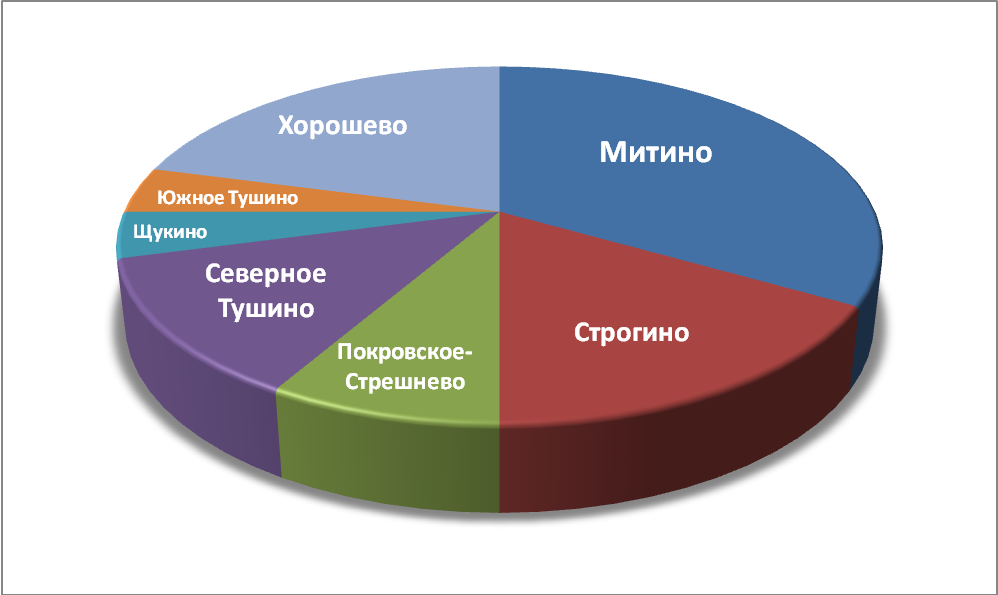 Хорошево
Митино
Южное Тушино
Щукино
Северное
Тушино
Строгино
Покровское-
Стрешнево